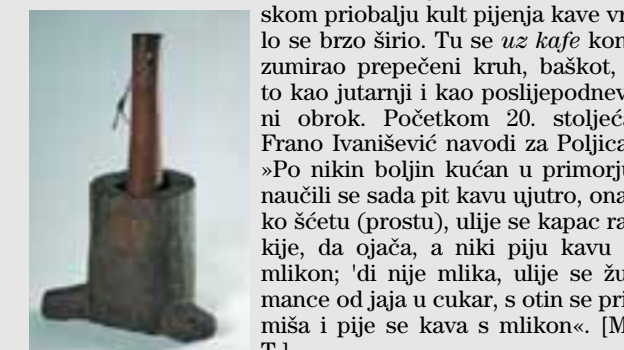 skom priobalju kult pijenja kave vr
lo se brzo širio. Tu se uz kafe kon
zumirao prepečeni kruh, baškot,
to kao jutarnji i kao poslijepodnev
ni obrok. Početkom 20. stoljeć
Frano Ivanišević navodi za Poljica
»Po nikin boljin kućan u primorju
naučili se sada pit kavu ujutro, ona
ko šćetu (prostu), ulije se kapac ra
kije, da ojača, a niki piju kavu
mlikon; 'di nije mlika, ulije se žu
mance od jaja u cukar, s otin se pri
miša i pije se kava s mlikon«. [M
T.]